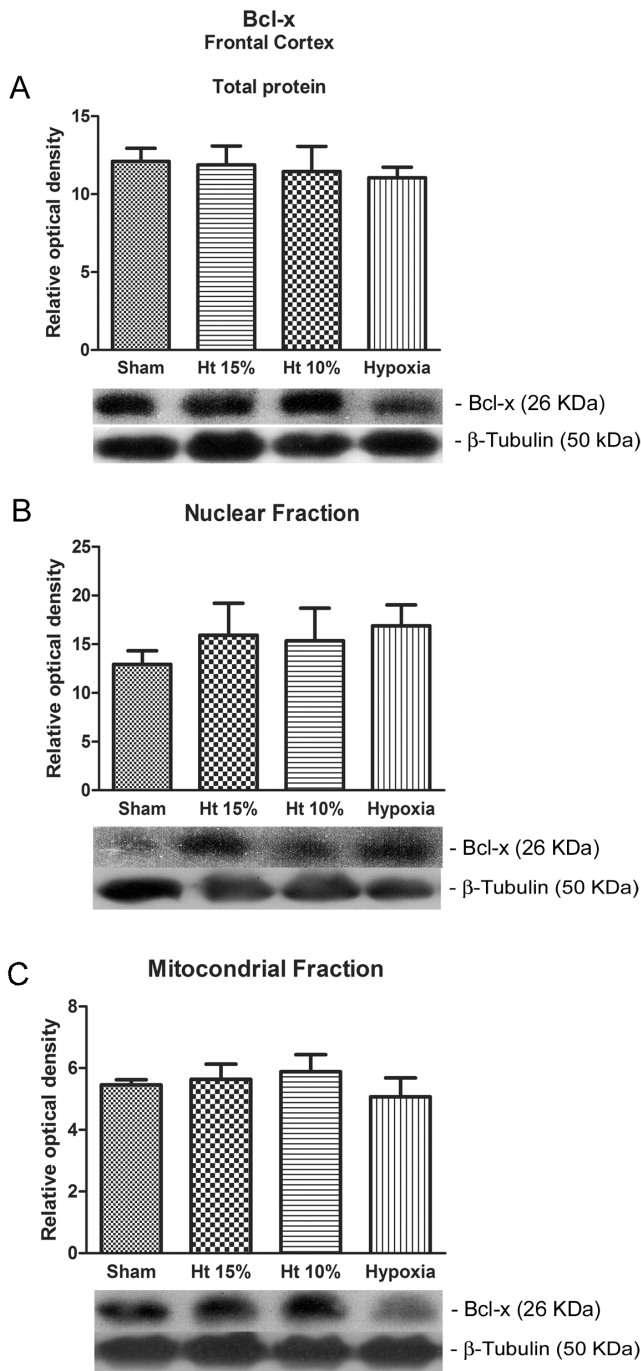 Bcl-x
Frontal Cortex
A
Total protein
Relative optical density
15
10
5
0
Sham Ht 15% Ht 10% Hypoxia
- Bcl-x (26 KDa)
- β-Tubulin (50 kDa)
B
Nuclear Fraction
Relative optical density
25
20
15
10
5
0
Sham Ht 15% Ht 10% Hypoxia
- Bcl-x (26 KDa)
- β-Tubulin (50 KDa)
C
Mitocondrial Fraction
Relative optical density
8
6
4
2
0
Sham Ht 15% Ht 10% Hypoxia
- Bcl-x (26 KDa)
- β-Tubulin (50 KDa)